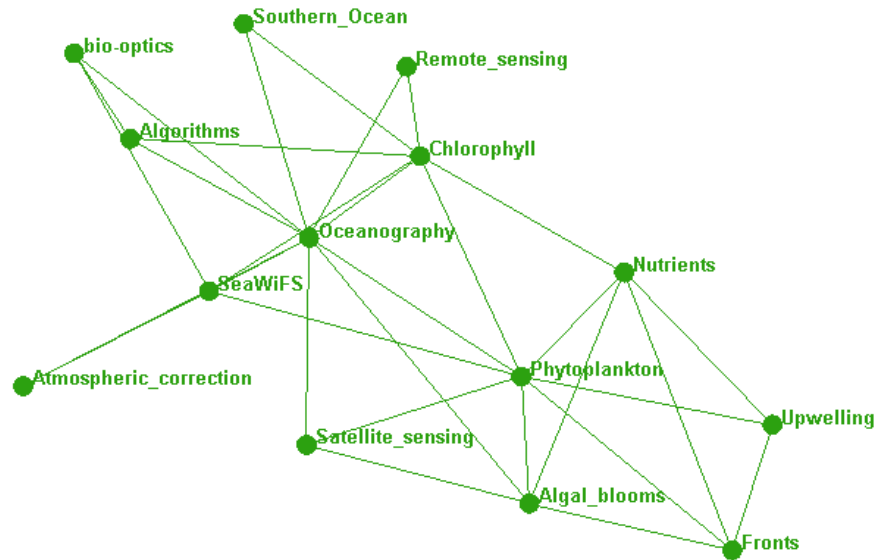 Southern_Ocean
bio-optics
Remote_sensing
Algorithms
Chlorophyll
Oceanography
Nutrients
SeaWiFS
Phytoplankton
Atmospheric_correction
Upwelling
Satellite_sensing
Algal_blooms
Fronts